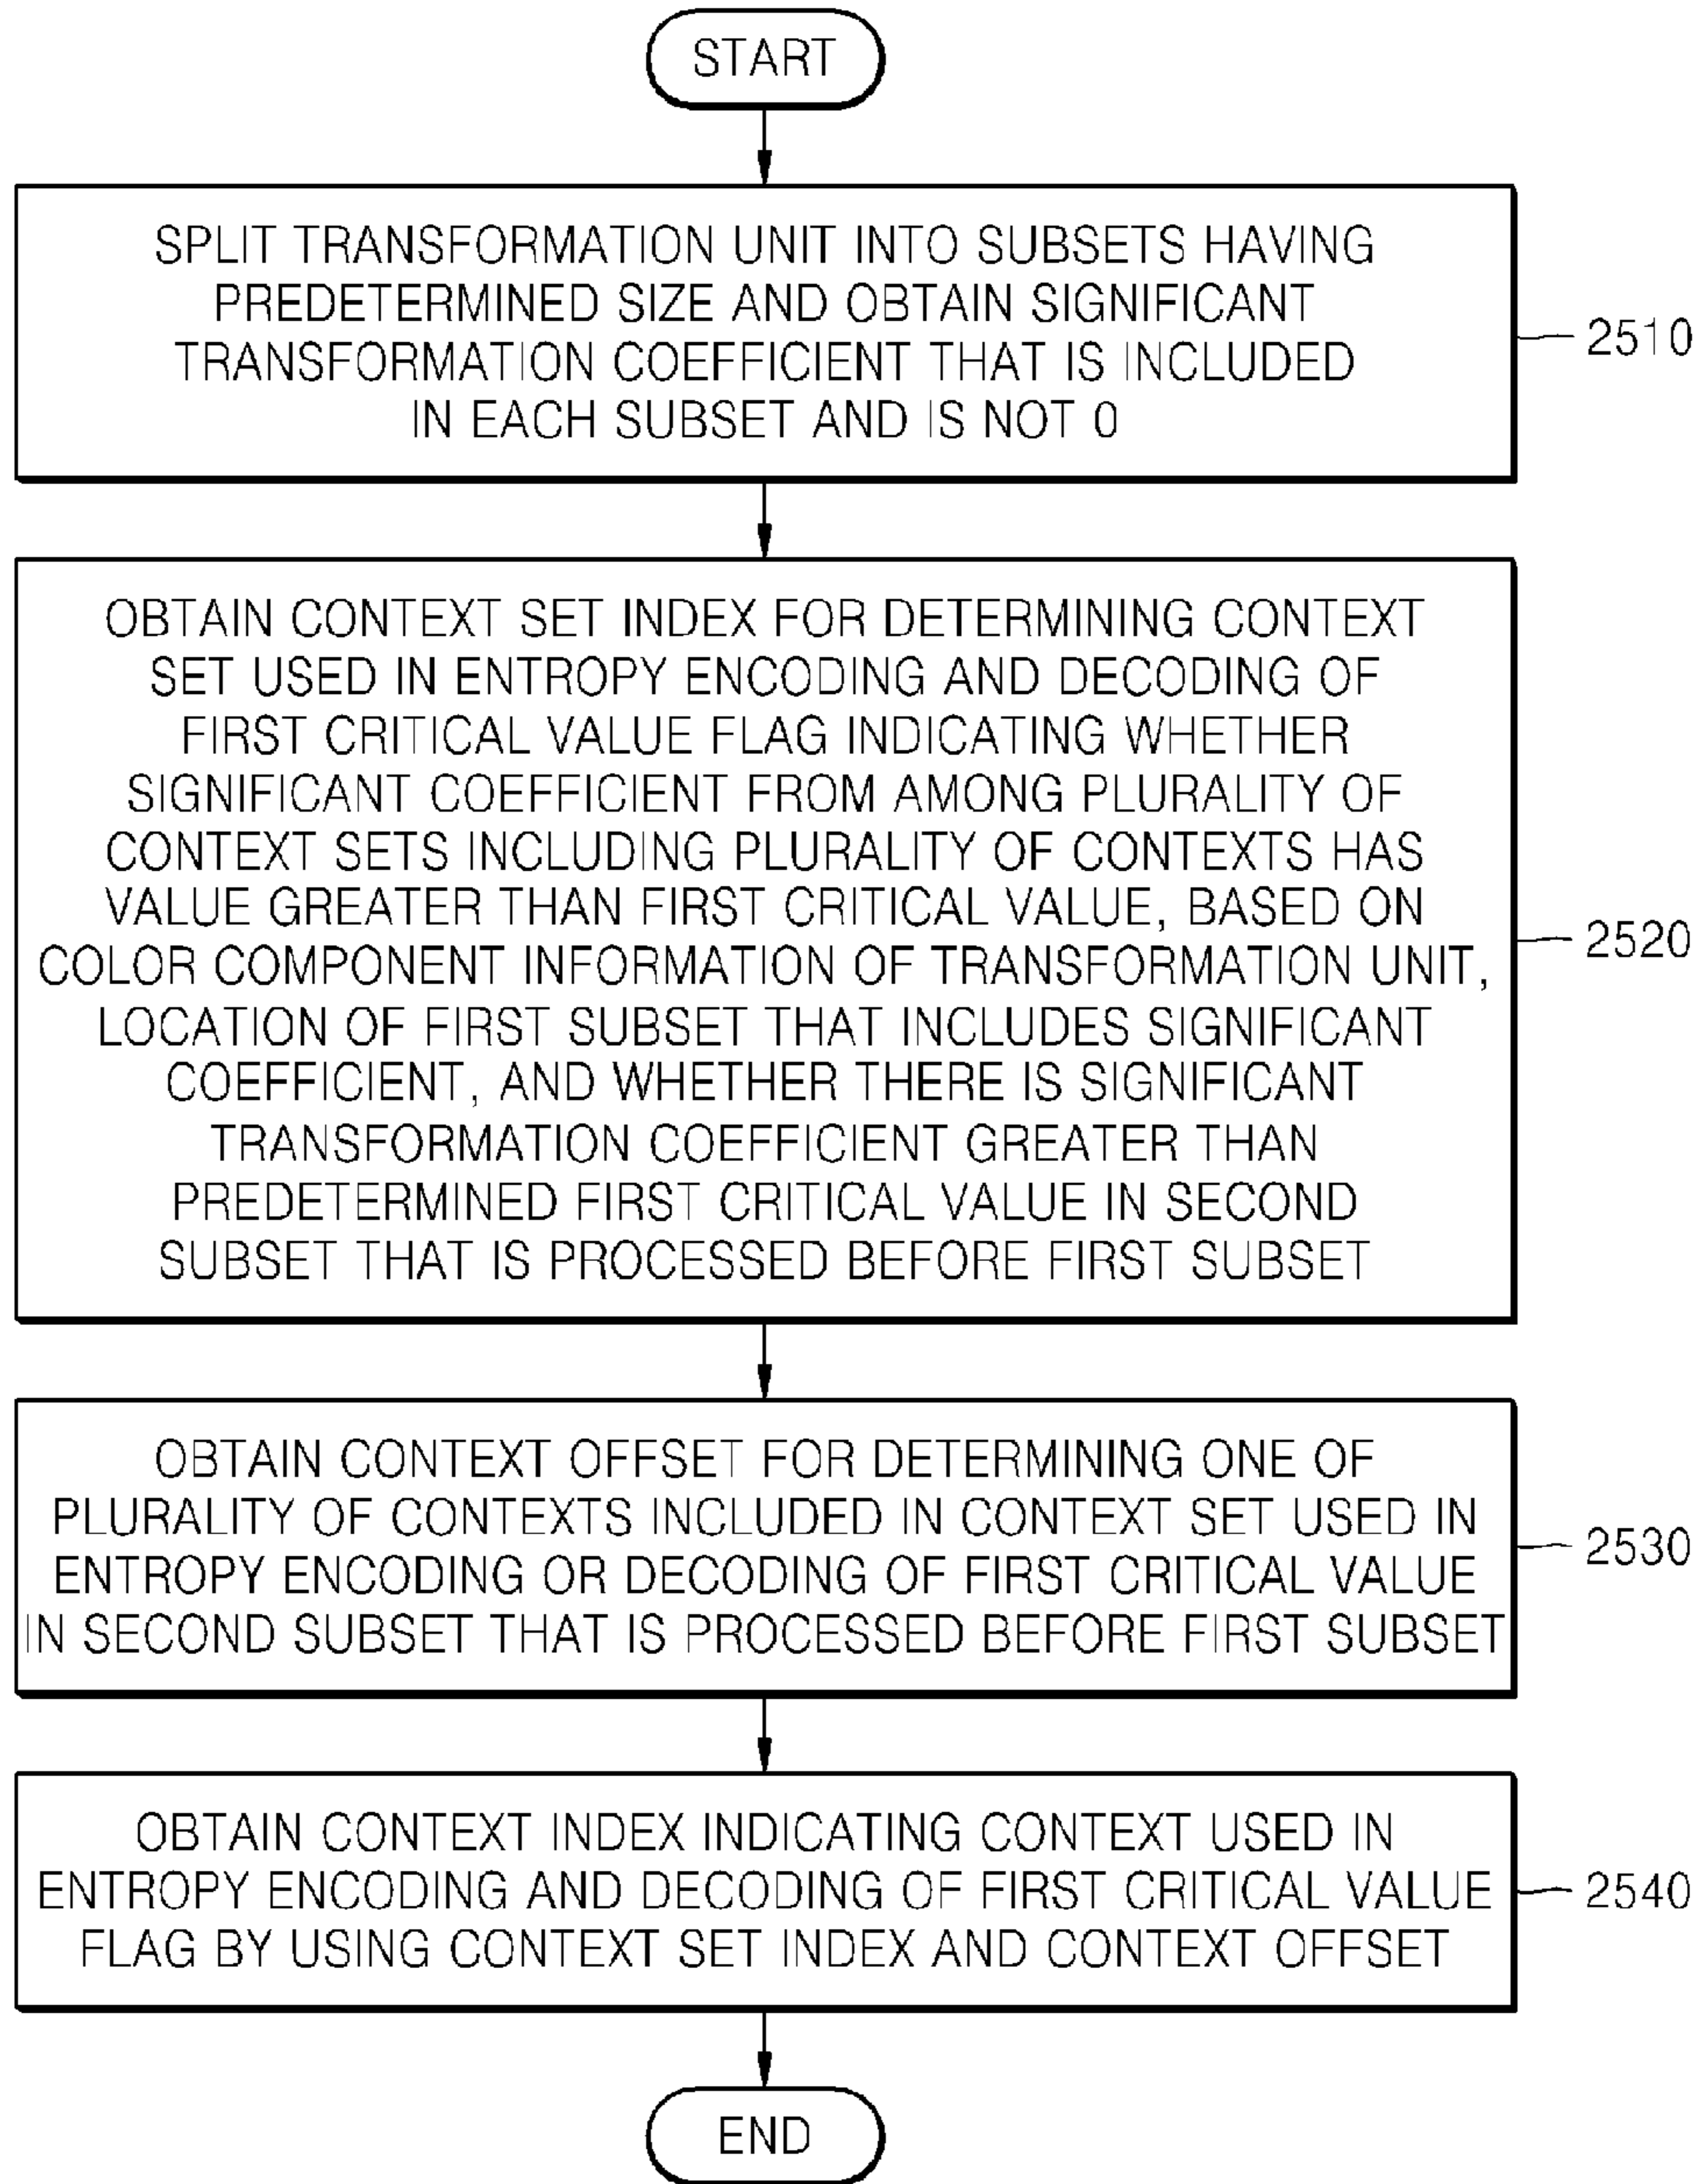 START
SPLIT TRANSFORMATION UNIT INTO SUBSETS HAVING
PREDETERMINED SIZE AND OBTAIN SIGNIFICANT
TRANSFORMATION COEFFICIENT THAT IS INCLUDED
IN EACH SUBSET AND IS NOT 0
2510
OBTAIN CONTEXT SET INDEX FOR DETERMINING CONTEXT
SET USED IN ENTROPY ENCODING AND DECODING OF
FIRST CRITICAL VALUE FLAG INDICATING WHETHER
SIGNIFICANT COEFFICIENT FROM AMONG PLURALITY OF
CONTEXT SETS INCLUDING PLURALITY OF CONTEXTS HAS
VALUE GREATER THAN FIRST CRITICAL VALUE, BASED ON
COLOR COMPONENT INFORMATION OF TRANSFORMATION UNIT,
LOCATION OF FIRST SUBSET THAT INCLUDES SIGNIFICANT
COEFFICIENT, AND WHETHER THERE IS SIGNIFICANT
TRANSFORMATION COEFFICIENT GREATER THAN
PREDETERMINED FIRST CRITICAL VALUE IN SECOND
SUBSET THAT IS PROCESSED BEFORE FIRST SUBSET
2520
OBTAIN CONTEXT OFFSET FOR DETERMINING ONE OF
PLURALITY OF CONTEXTS INCLUDED IN CONTEXT SET USED IN
ENTROPY ENCODING OR DECODING OF FIRST CRITICAL VALUE
IN SECOND SUBSET THAT IS PROCESSED BEFORE FIRST SUBSET
2530
OBTAIN CONTEXT INDEX INDICATING CONTEXT USED IN
ENTROPY ENCODING AND DECODING OF FIRST CRITICAL VALUE
FLAG BY USING CONTEXT SET INDEX AND CONTEXT OFFSET
2540
END